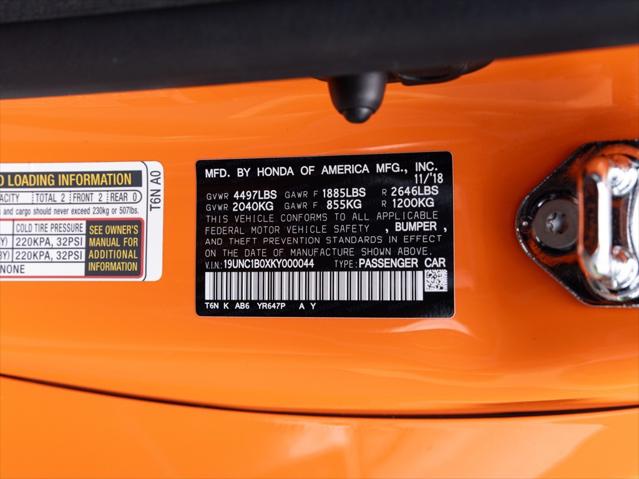 O LOADING INFORMATION
ACITY TOTAL 2 FRONT 2 REAR 0
s and cargo should never exceed 230kg or 507lbs.
COLD TIRE PRESSURE
220KPA, 32PSI
220KPA, 32PSI
NONE
SEE OWNER'S
MANUAL FOR
ADDITIONAL
INFORMATION
T6N A0
MFD. BY HONDA OF AMERICA MFG., INC.
11/18
GVWR 4497LBS GAWR F 1885LBS R 2646LBS
GVWR 2040KG GAWR F 855KG R 1200KG
THIS VEHICLE CONFORMS TO ALL APPLICABLE
FEDERAL MOTOR VEHICLE SAFETY , BUMPER ,
AND THEFT PREVENTION STANDARDS IN EFFECT
ON THE DATE OF MANUFACTURE SHOWN ABOVE.
V.I.N: 19UNC1B0XKY000044 TYPE: PASSENGER CAR
T6N K AB6 YR647P A Y